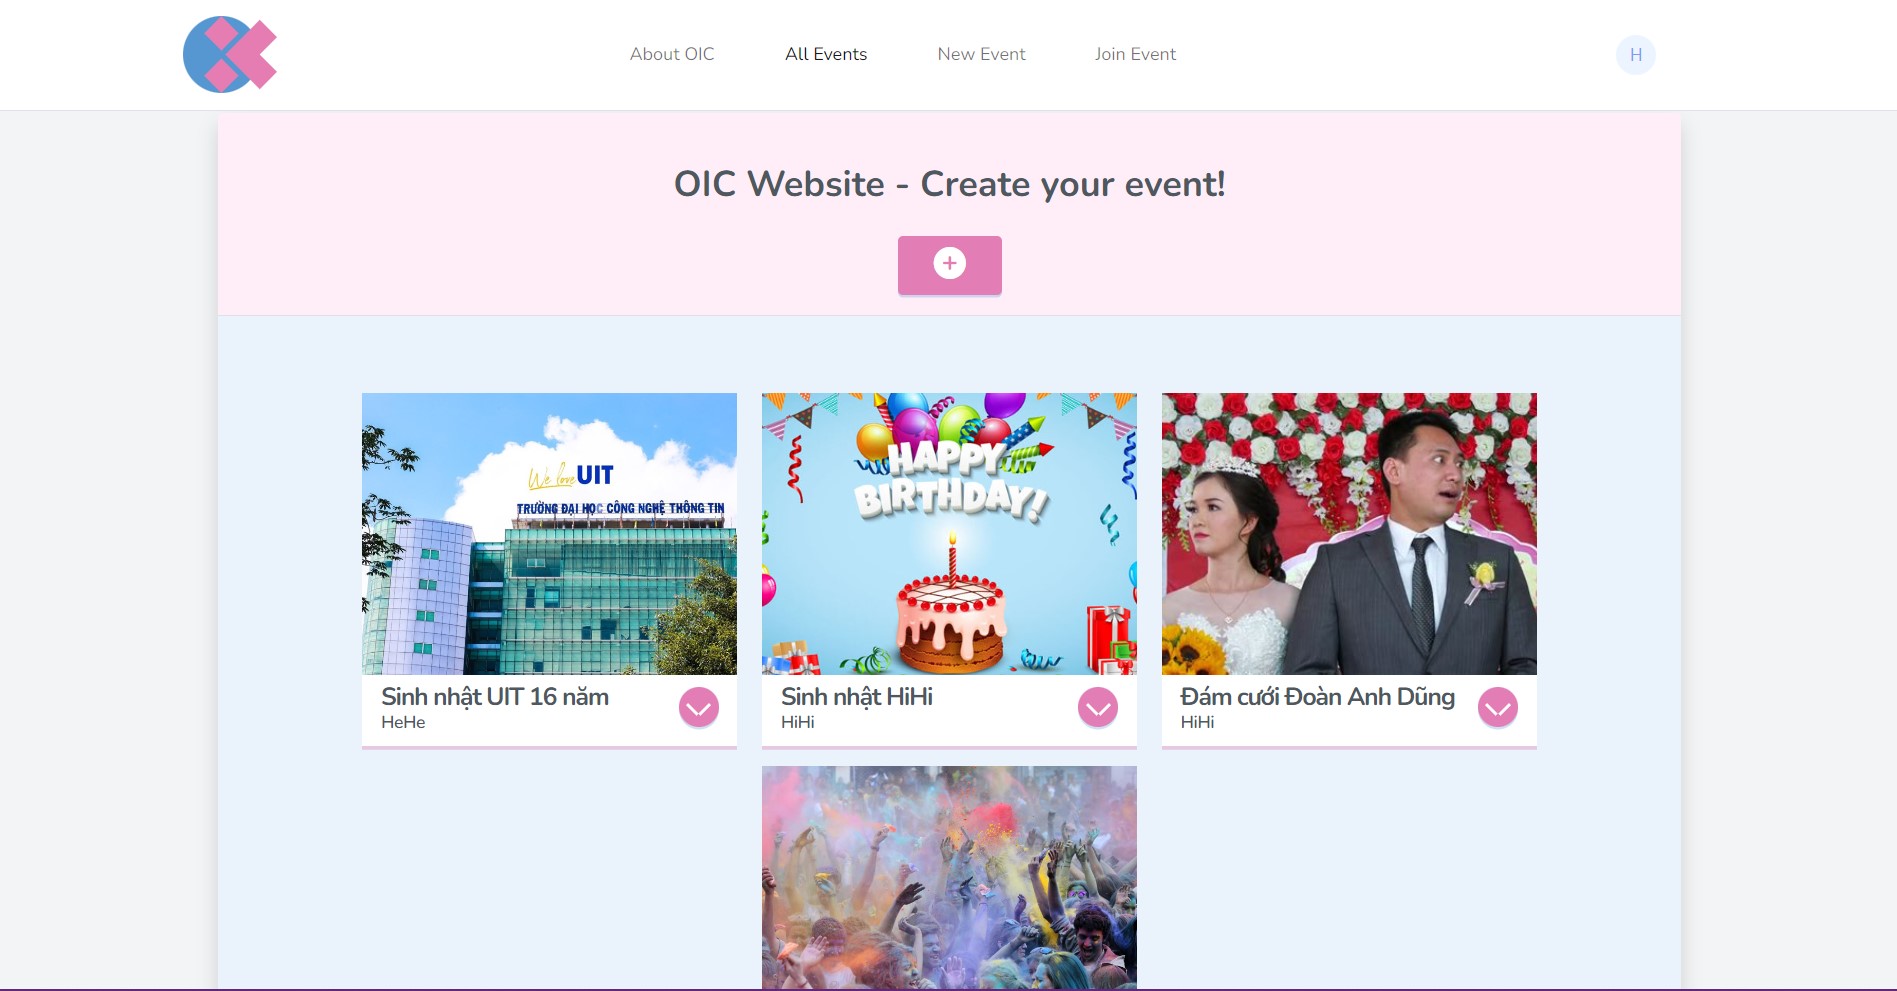 About OIC
All Events
New Event
Join Event
H
OIC Website - Create your event!
We love UIT
TRƯỜNG ĐẠI HỌC CÔNG NGHỆ THÔNG TIN
HAPPY
BIRTHDAY!
Sinh nhật UIT 16 năm
HeHe
Sinh nhật HiHi
HiHi
Đám cưới Đoàn Anh Dũng
HiHi